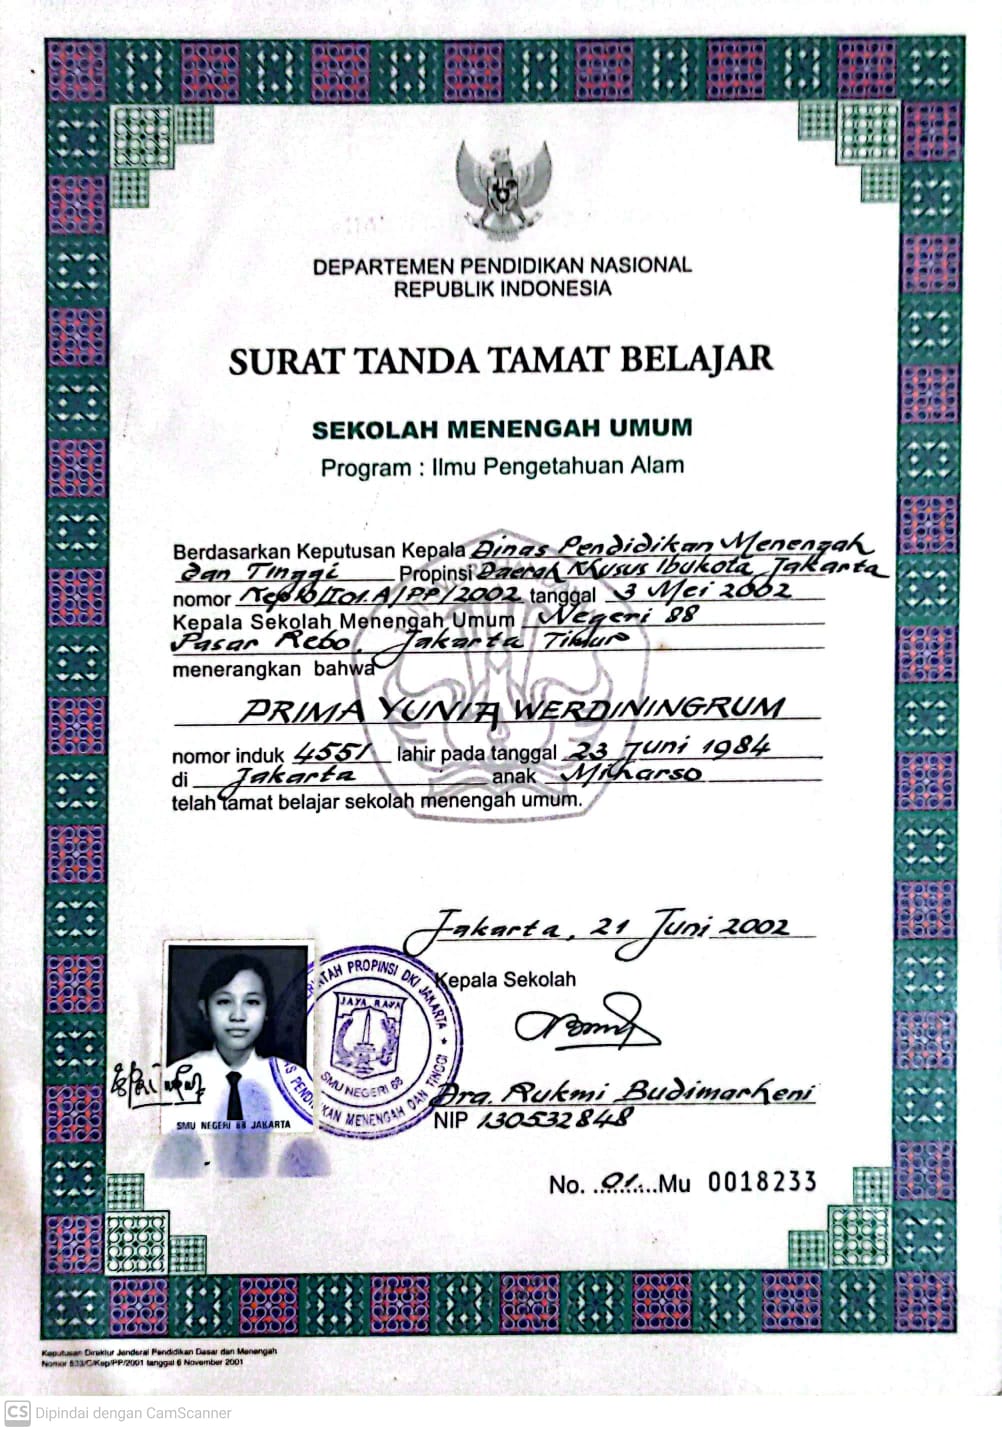 DEPARTEMEN PENDIDIKAN NASIONAL
REPUBLIK INDONESIA
SURAT TANDA TAMAT BELAJAR
SEKOLAH MENENGAH UMUM
Program : Ilmu Pengetahuan Alam
Berdasarkan Keputusan Kepala Dinas Pendidikan Menengah
dan Tinggi Propinsi Daerah Khusus Ibukota Jakarta
nomor A/PP/2002 tanggal 3 Mei 2002
Kepala Sekolah Menengah Umum Negeri 88
Pasar Rebo, Jakarta Timur
menerangkan bahwa
PRIMA YUNIA WERDININGRUM
nomor induk 4551 lahir pada tanggal 23 Juni 1984
di Jakarta anak Miharso
telah tamat belajar sekolah menengah umum.
Jakarta, 21 Juni 2002
Kepala Sekolah
TAH PROPINSI DKI JAKARTA ★
JAYA RAYA
SMU NEGERI 88
S PENDI KAN MENENGAH DAN TINGGI
Dra. Rukmi Budimarheni
NIP 130532848
SMU NEGERI 88 JAKARTA
No. ..01....Mu 0018233
Keputusan Direktur Jenderal Pendidikan Dasar dan Menengah
Nomor 533/C/Kep/PP/2001 tanggal 6 November 2001
CS Dipindai dengan CamScanner